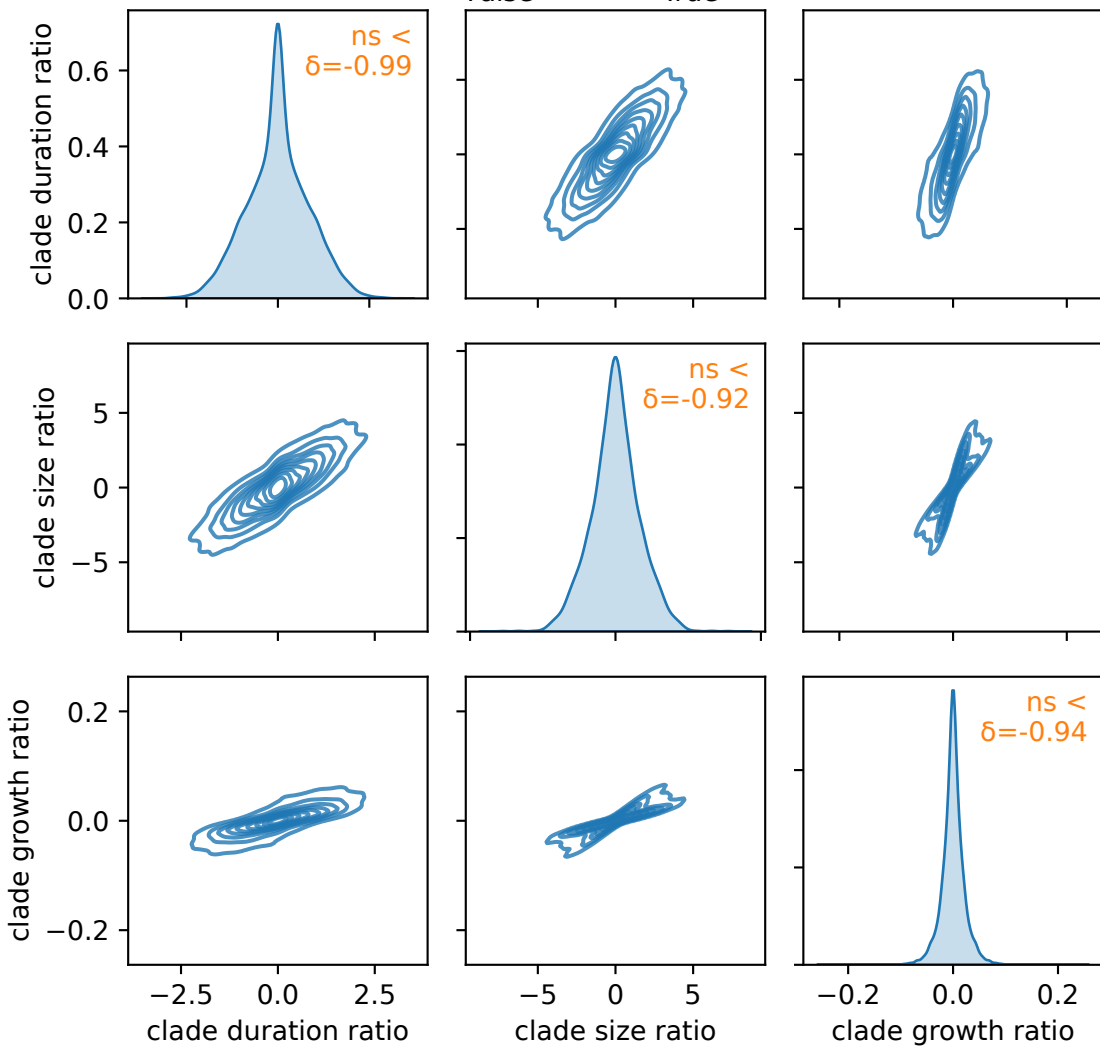 ns <
δ=-0.99
clade duration ratio
0.6
0.4
0.2
0.0
ns <
δ=-0.92
clade size ratio
5
0
−5
ns <
δ=-0.94
clade growth ratio
0.2
0.0
−0.2
−2.5 0.0 2.5
−5 0 5
−0.2 0.0 0.2
clade duration ratio
clade size ratio
clade growth ratio